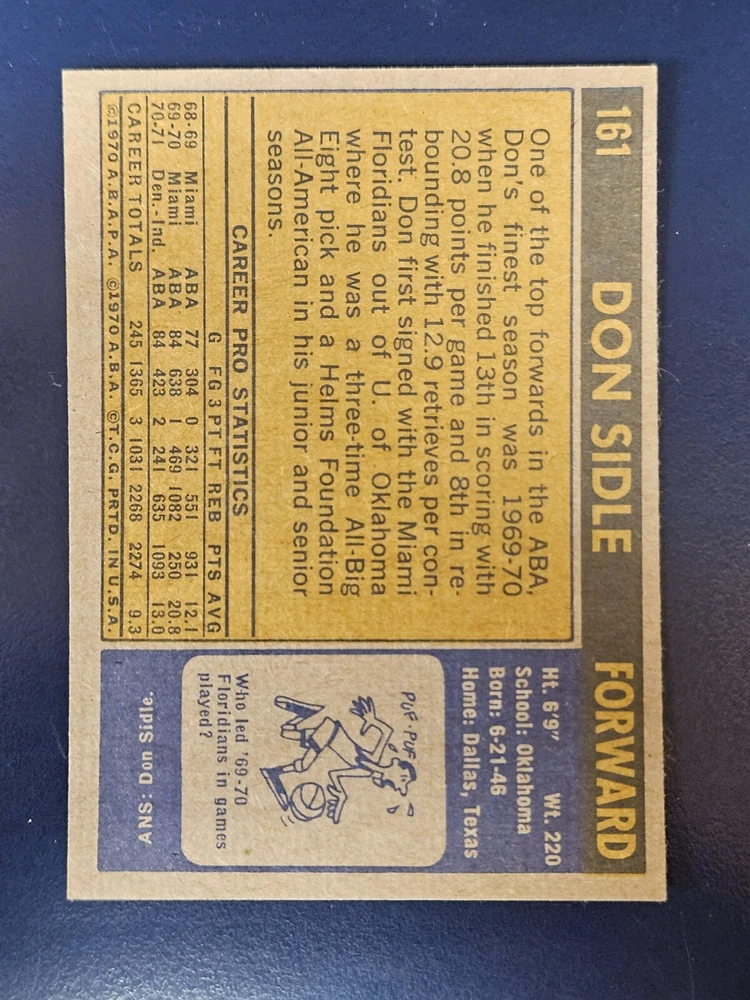 161 DON SIDLE FORWARD
One of the top forwards in the ABA,
Don's finest season was 1969-70
when he finished 13th in scoring with
20.8 points per game and 8th in re-
bounding with 12.9 retrieves per con-
test. Don first signed with the Miami
Floridians out of U. of Oklahoma
where he was a three-time All-Big
Eight pick and a Helms Foundation
All-American in his junior and senior
seasons.
CAREER PRO STATISTICS
G FG 3PT FT REB PTS AVG
68-69 Miami ABA 77 304 0 321 551 931 12.1
69-70 Miami ABA 84 638 1 469 1082 250 20.8
70-71 Den.-Ind. ABA 84 423 2 241 635 1093 13.0
CAREER TOTALS 245 1365 3 1031 2268 2274 9.3
©1970 A.B.A.P.A. ©1970 A.B.A. ©T.C.G. PRTD. IN U.S.A.
Ht. 6'9" Wt. 220
School: Oklahoma
Born: 6-21-46
Home: Dallas, Texas
PUF-PUF
Who led '69-70
Floridians in games
played?
ANS: Don Sidle.